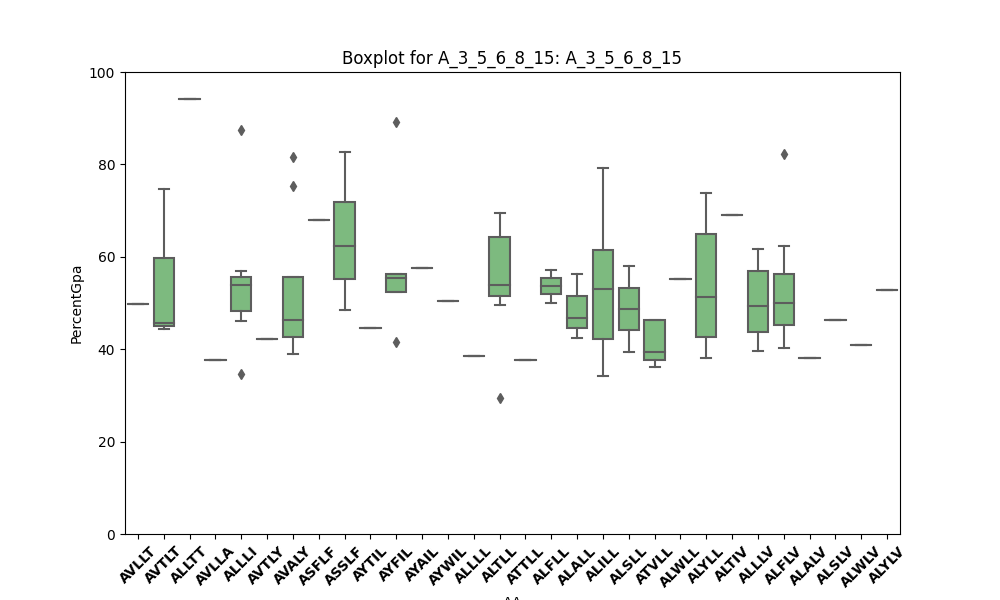 Boxplot for A_3_5_6_8_15: A_3_5_6_8_15
PercentGpa
100
80
60
40
20
0
AVLLT
AVTLT
ALLTT
AVLLA
ALLLI
AVTLY
AVALY
ASFLF
ASSLF
AYTIL
AYFIL
AYAIL
AYWIL
ALLLL
ALTLL
ATTLL
ALFLL
ALALL
ALILL
ALSLL
ATVLL
ALWLL
ALYLL
ALTIV
ALLLV
ALFLV
ALALV
ALSLV
ALWLV
ALYLV